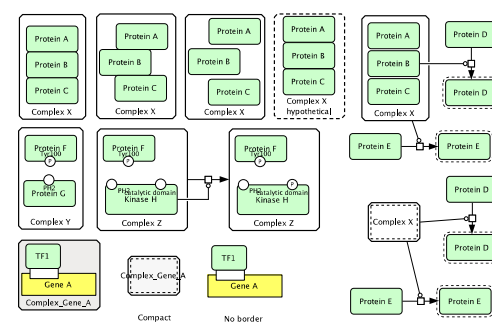 Protein A
Protein B
Protein C
Complex X
Protein A
Protein B
Protein C
Complex X
Protein A
Protein B
Protein C
Complex X
Protein A
Protein B
Protein C
Complex X
hypothetical
Protein A
Protein B
Protein C
Complex X
Protein D
Protein D
Protein E
Protein E
Protein F
Tyr100
P
PH2
Protein G
Complex Y
Protein F
Tyr100
P
PH2
catalytic domain
Kinase H
Complex Z
Protein F
Tyr100
P
P
PH2
catalytic domain
Kinase H
Complex Z
Protein D
Complex X
Protein D
Protein E
Protein E
TF1
Gene A
Complex_Gene_A
Complex_Gene_A
Compact
TF1
Gene A
No border